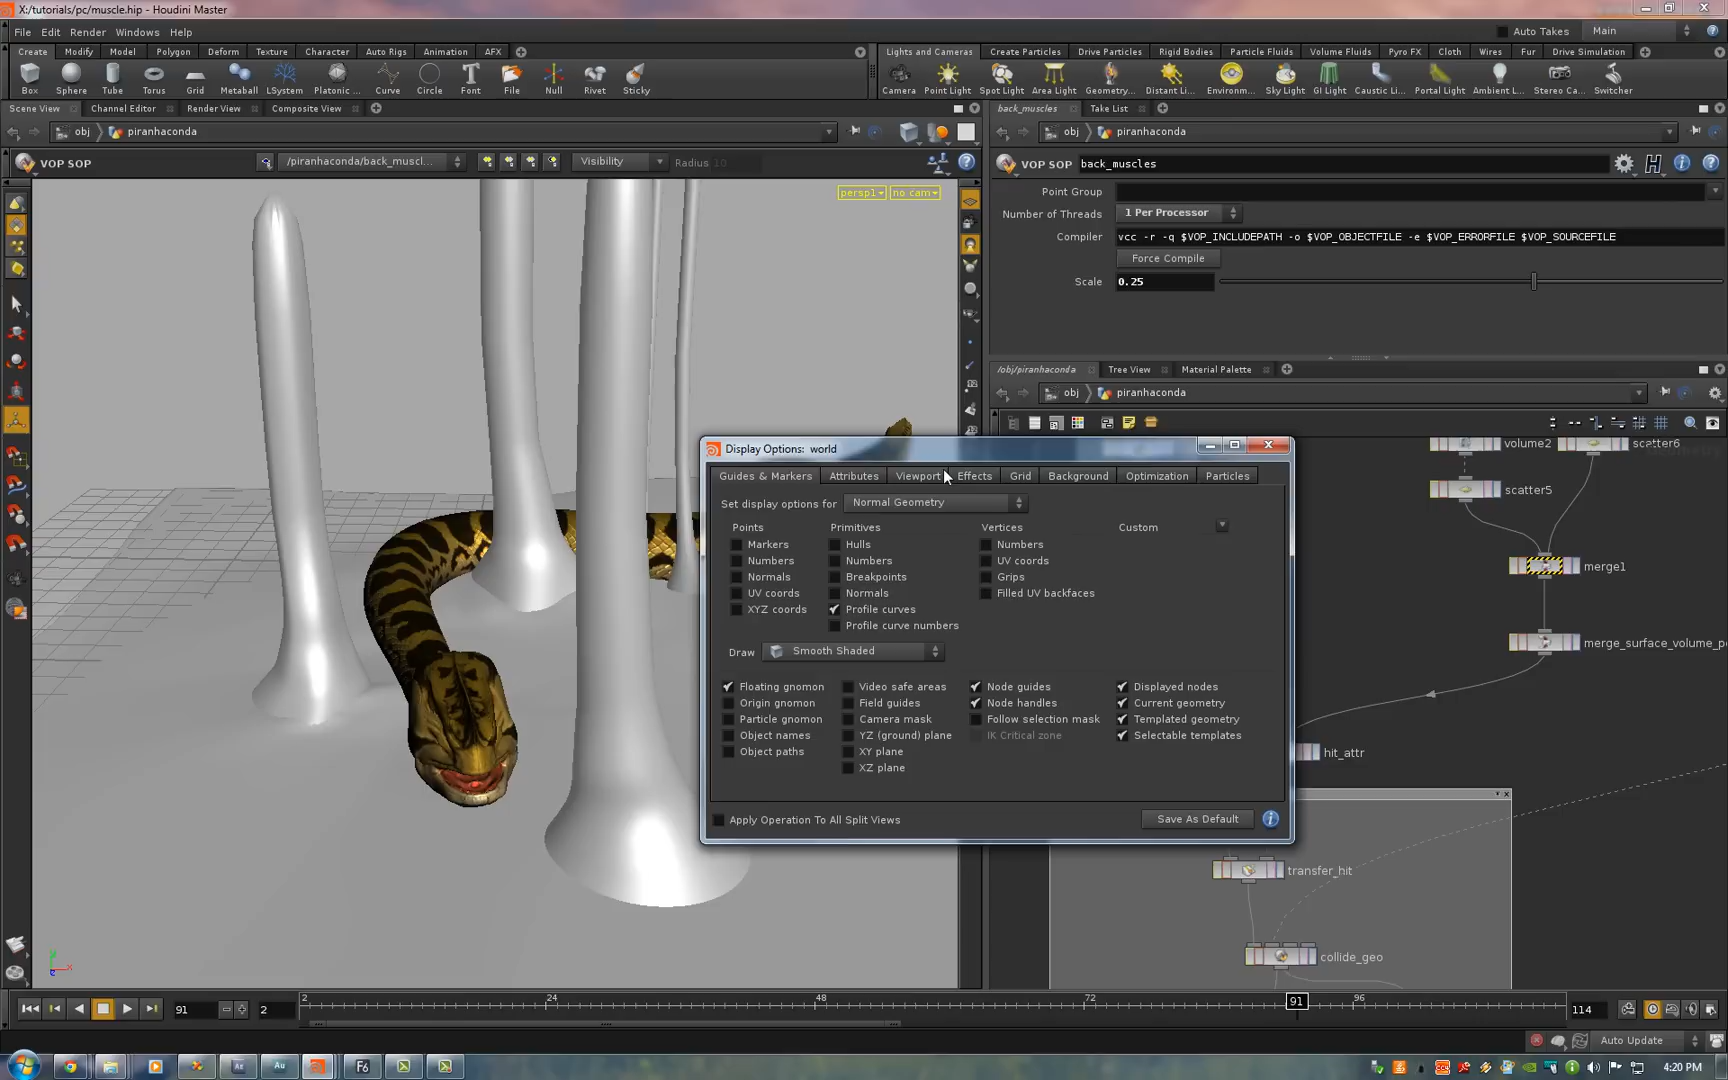 X:/tutorials/pc/muscle.hip - Houdini Master
File Edit Render Windows Help
Auto Takes Main
Create Modify Model Polygon Deform Texture Character Auto Rigs Animation AFX
Lights and Cameras Create Particles Drive Particles Rigid Bodies Particle Fluids Volume Fluids Pyro FX Cloth Wires Fur Drive Simulation
Box Sphere Tube Torus Grid Metaball LSystem Platonic ... Curve Circle Font File Null Rivet Sticky
Camera Point Light Spot Light Area Light Geometry... Distant Li... Environm... Sky Light GI Light Caustic Li... Portal Light Ambient L... Stereo Ca... Switcher
Scene View Channel Editor Render View Composite View
back_muscles Take List
obj piranhaconda
obj piranhaconda
VOP SOP /piranhaconda/back_muscl... Visibility Radius 10
VOP SOP back_muscles
persp1 no cam
Point Group
Number of Threads 1 Per Processor
Compiler vcc -r -q $VOP_INCLUDEPATH -o $VOP_OBJECTFILE -e $VOP_ERRORFILE $VOP_SOURCEFILE
Force Compile
Scale 0.25
/obj/piranhaconda Tree View Material Palette
obj piranhaconda
volume2 scatter6
scatter5
merge1
hit_attr
transfer_hit
collide_geo
Display Options: world
Guides & Markers Attributes Viewport Effects Grid Background Optimization Particles
Set display options for Normal Geometry
Points Primitives Vertices Custom
Markers Hulls Numbers
Numbers Numbers UV coords
Normals Breakpoints Grips
UV coords Normals Filled UV backfaces
XYZ coords Profile curves
Profile curve numbers
Draw Smooth Shaded
Floating gnomon Video safe areas Node guides Displayed nodes
Origin gnomon Field guides Node handles Current geometry
Particle gnomon Camera mask Follow selection mask Templated geometry
Object names YZ (ground) plane IK Critical zone Selectable templates
Object paths XY plane
XZ plane
Apply Operation To All Split Views Save As Default
2 24 48 72 91 96
91 2 114
Auto Update
Ae Au F6
4:20 PM